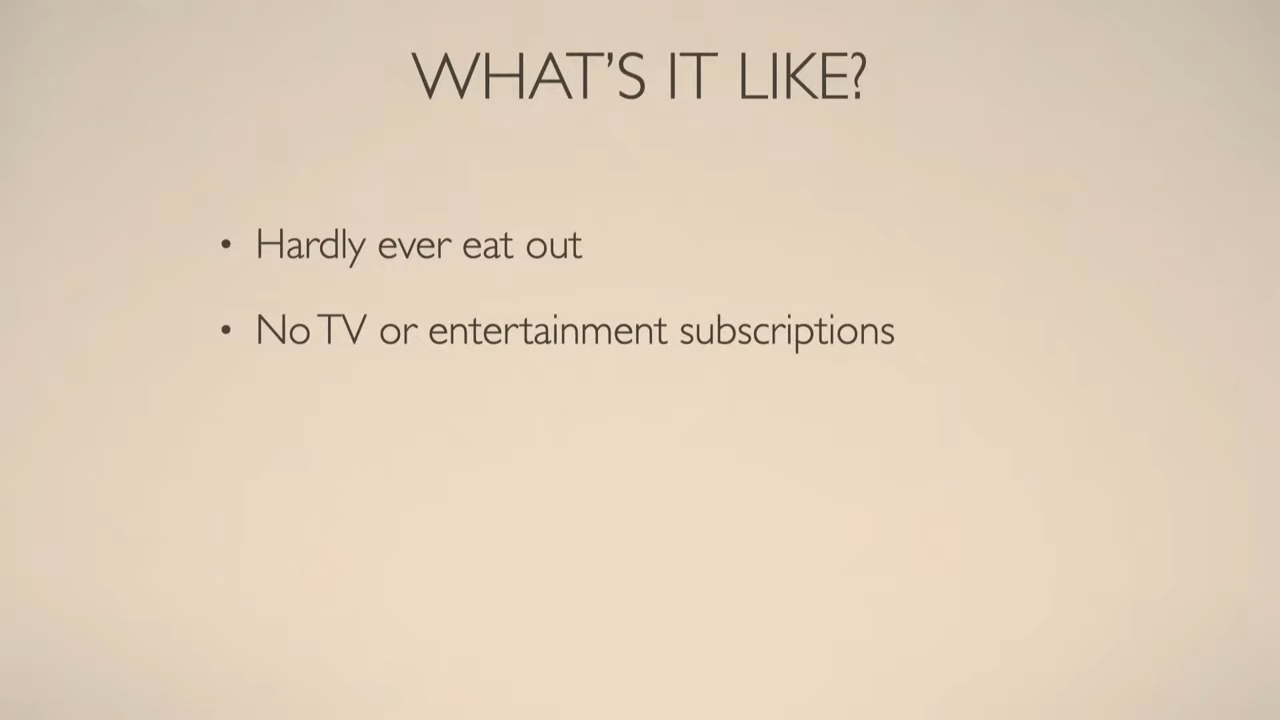 WHAT’S IT LIKE?
• Hardly ever eat out
• No TV or entertainment subscriptions